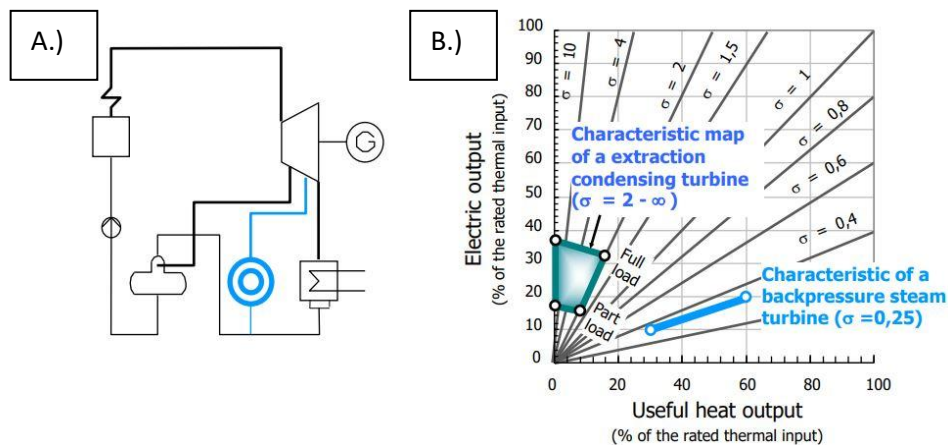 A.)
G
B.)
Electric output
(% of the rated thermal input)
100
90
80
70
60
50
40
30
20
10
0
σ = 10
σ = 4
σ = 2
σ = 1,5
σ = 1
σ = 0,8
σ = 0,6
σ = 0,4
Characteristic map
of a extraction
condensing turbine
(σ = 2 - ∞ )
Full
load
Part
load
Characteristic of a
backpressure steam
turbine (σ =0,25)
0 20 40 60 80 100
Useful heat output
(% of the rated thermal input)